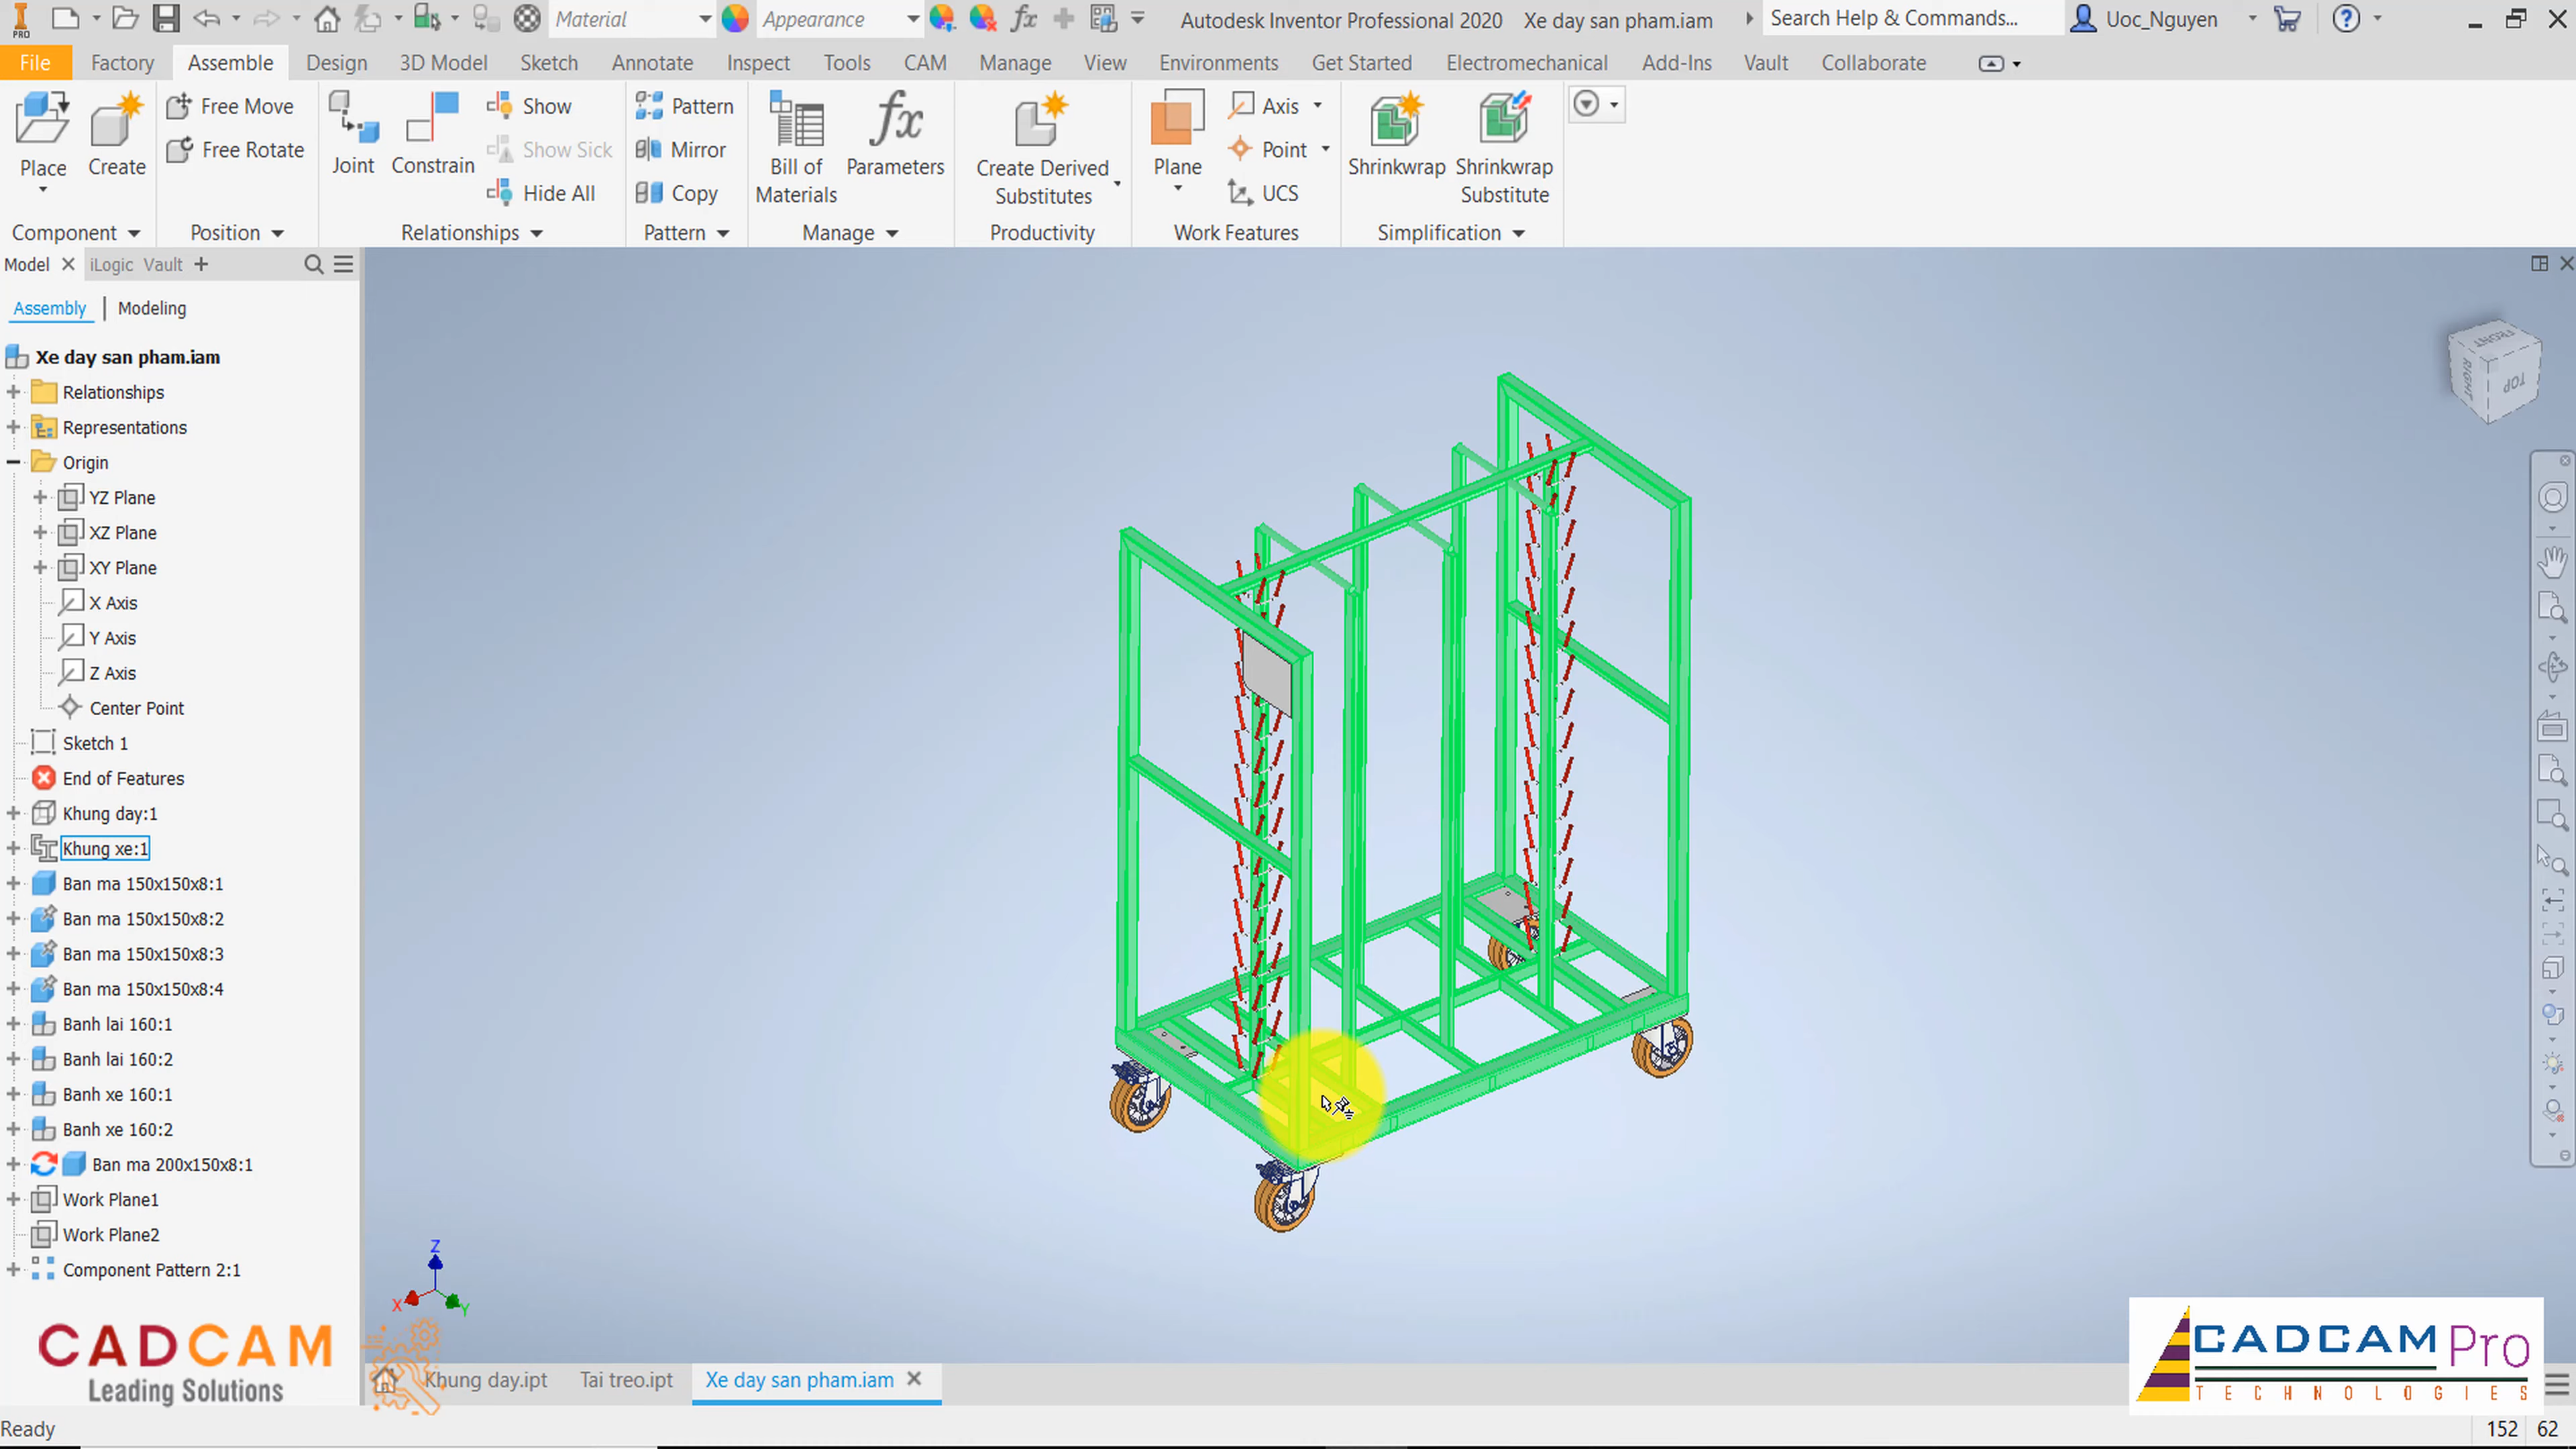 Material
Appearance
fx
Autodesk Inventor Professional 2020 Xe day san pham.iam
Search Help & Commands...
Uoc_Nguyen
PRO
File Factory Assemble Design 3D Model Sketch Annotate Inspect Tools CAM Manage View Environments Get Started Electromechanical Add-Ins Vault Collaborate
Place
Create
Free Move
Free Rotate
Joint
Constrain
Show
Show Sick
Hide All
Pattern
Mirror
Copy
Bill of
Materials
fx
Parameters
Create Derived
Substitutes
Plane
Axis
Point
UCS
Shrinkwrap
Shrinkwrap
Substitute
Component Position Relationships Pattern Manage Productivity Work Features Simplification
Model iLogic Vault
Assembly | Modeling
Xe day san pham.iam
Relationships
Representations
Origin
YZ Plane
XZ Plane
XY Plane
X Axis
Y Axis
Z Axis
Center Point
Sketch 1
End of Features
Khung day:1
Khung xe:1
Ban ma 150x150x8:1
Ban ma 150x150x8:2
Ban ma 150x150x8:3
Ban ma 150x150x8:4
Banh lai 160:1
Banh lai 160:2
Banh xe 160:1
Banh xe 160:2
Ban ma 200x150x8:1
Work Plane1
Work Plane2
Component Pattern 2:1
FRONT
RIGHT
TOP
Z
X
Y
CADCAM
Leading Solutions
Khung day.ipt Tai treo.ipt Xe day san pham.iam
CADCAM Pro
TECHNOLOGIES
Ready
152 62